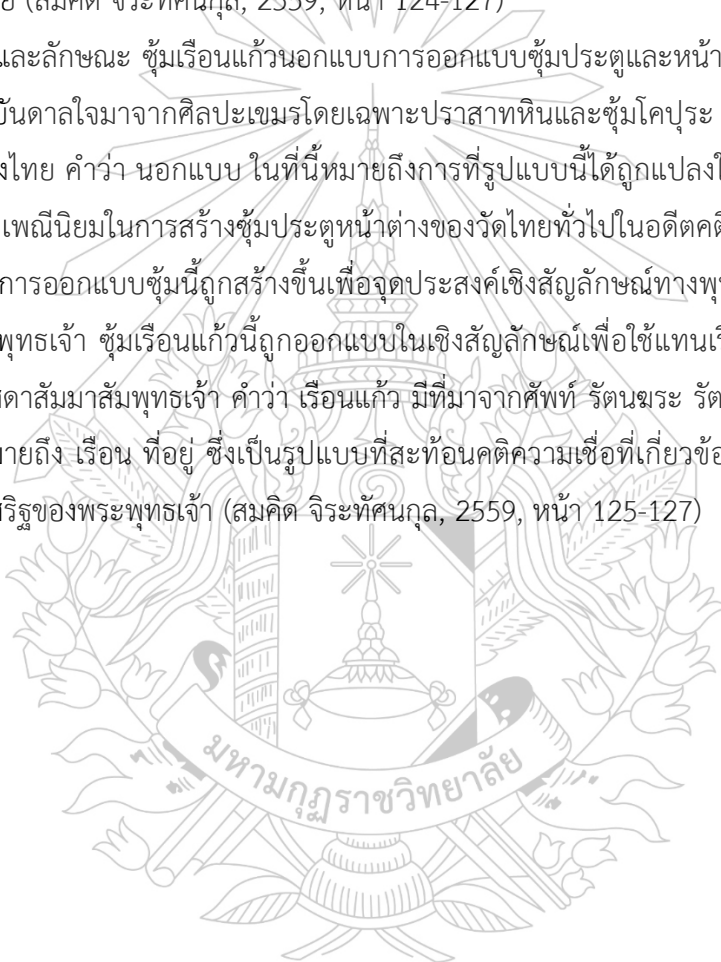 (สมคิด จิระทัศนกุล, 2559, หน้า 124-127)
และลักษณะ ซุ้มเรือนแก้วนอกแบบการออกแบบซุ้มประตูและหน้า
บันดาลใจมาจากศิลปะเขมรโดยเฉพาะปราสาทหินและซุ้มโคปุระ
งไทย คำว่า นอกแบบ ในที่นี้หมายถึงการที่รูปแบบนี้ได้ถูกแปลงใ
เพณีนิยมในการสร้างซุ้มประตูหน้าต่างของวัดไทยทั่วไปในอดีตคติ
การออกแบบซุ้มนี้ถูกสร้างขึ้นเพื่อจุดประสงค์เชิงสัญลักษณ์ทางพุ
พุทธเจ้า ซุ้มเรือนแก้วนี้ถูกออกแบบในเชิงสัญลักษณ์เพื่อใช้แทนเรื
สดาสัมมาสัมพุทธเจ้า คำว่า เรือนแก้ว มีที่มาจากศัพท์ รัตนฆระ รัต
ายถึง เรือน ที่อยู่ ซึ่งเป็นรูปแบบที่สะท้อนคติความเชื่อที่เกี่ยวข้อ
สริฐของพระพุทธเจ้า (สมคิด จิระทัศนกุล, 2559, หน้า 125-127)
มหามกุฏราชวิทยาลัย